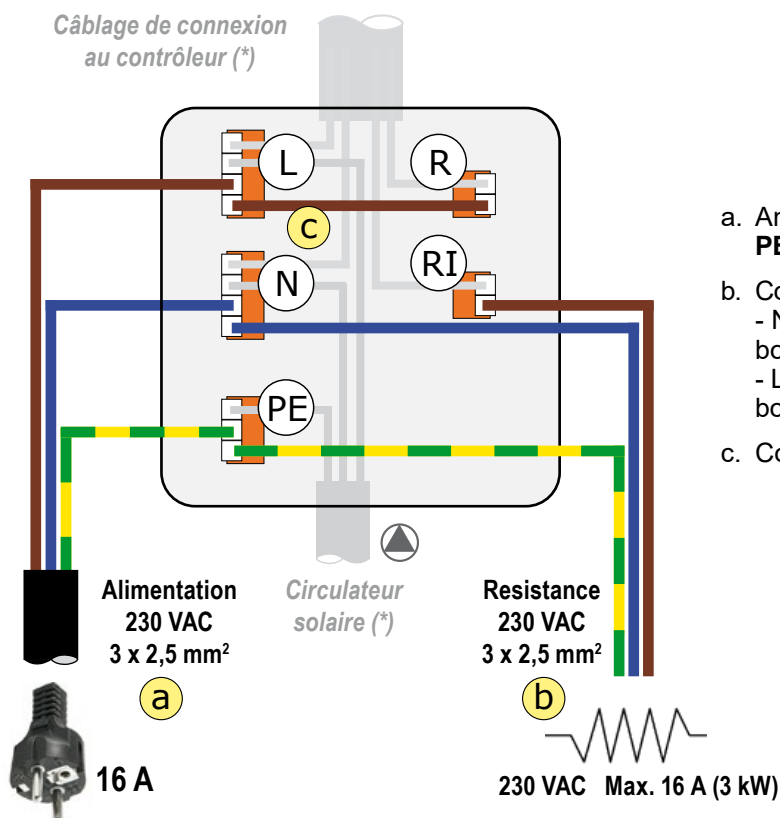 Câblage de connexion
au contrôleur (*)
L
R
c
N
RI
PE
Alimentation
230 VAC
3 x 2,5 mm²
a
Circulateur
solaire (*)
Resistance
230 VAC
3 x 2,5 mm²
b
16 A
230 VAC Max. 16 A (3 kW)
a.
PE
b. Co
- N
bo
- L
bo
c. Co